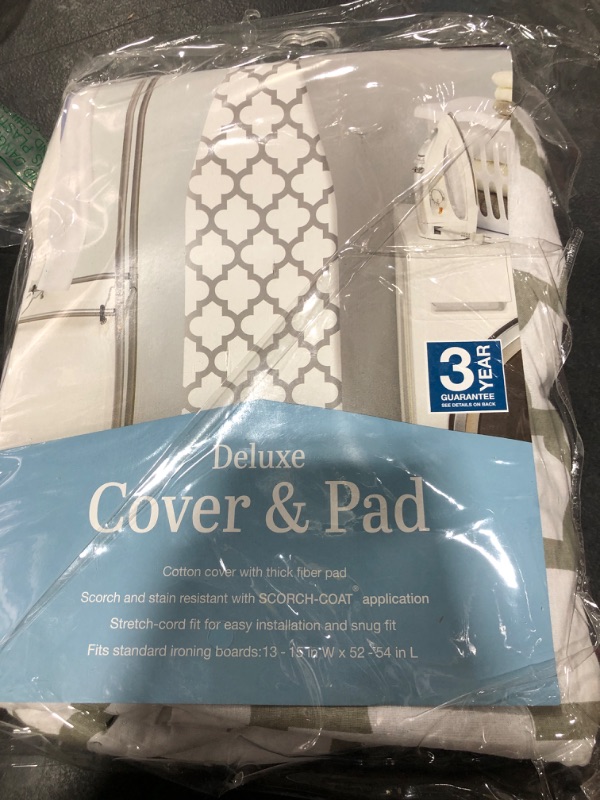 3 YEAR
GUARANTEE
SEE DETAILS ON BACK
Deluxe
Cover & Pad
Cotton cover with thick fiber pad
Scorch and stain resistant with SCORCH-COAT application
Stretch-cord fit for easy installation and snug fit
Fits standard ironing boards:13 - 15 in W x 52 - 54 in L